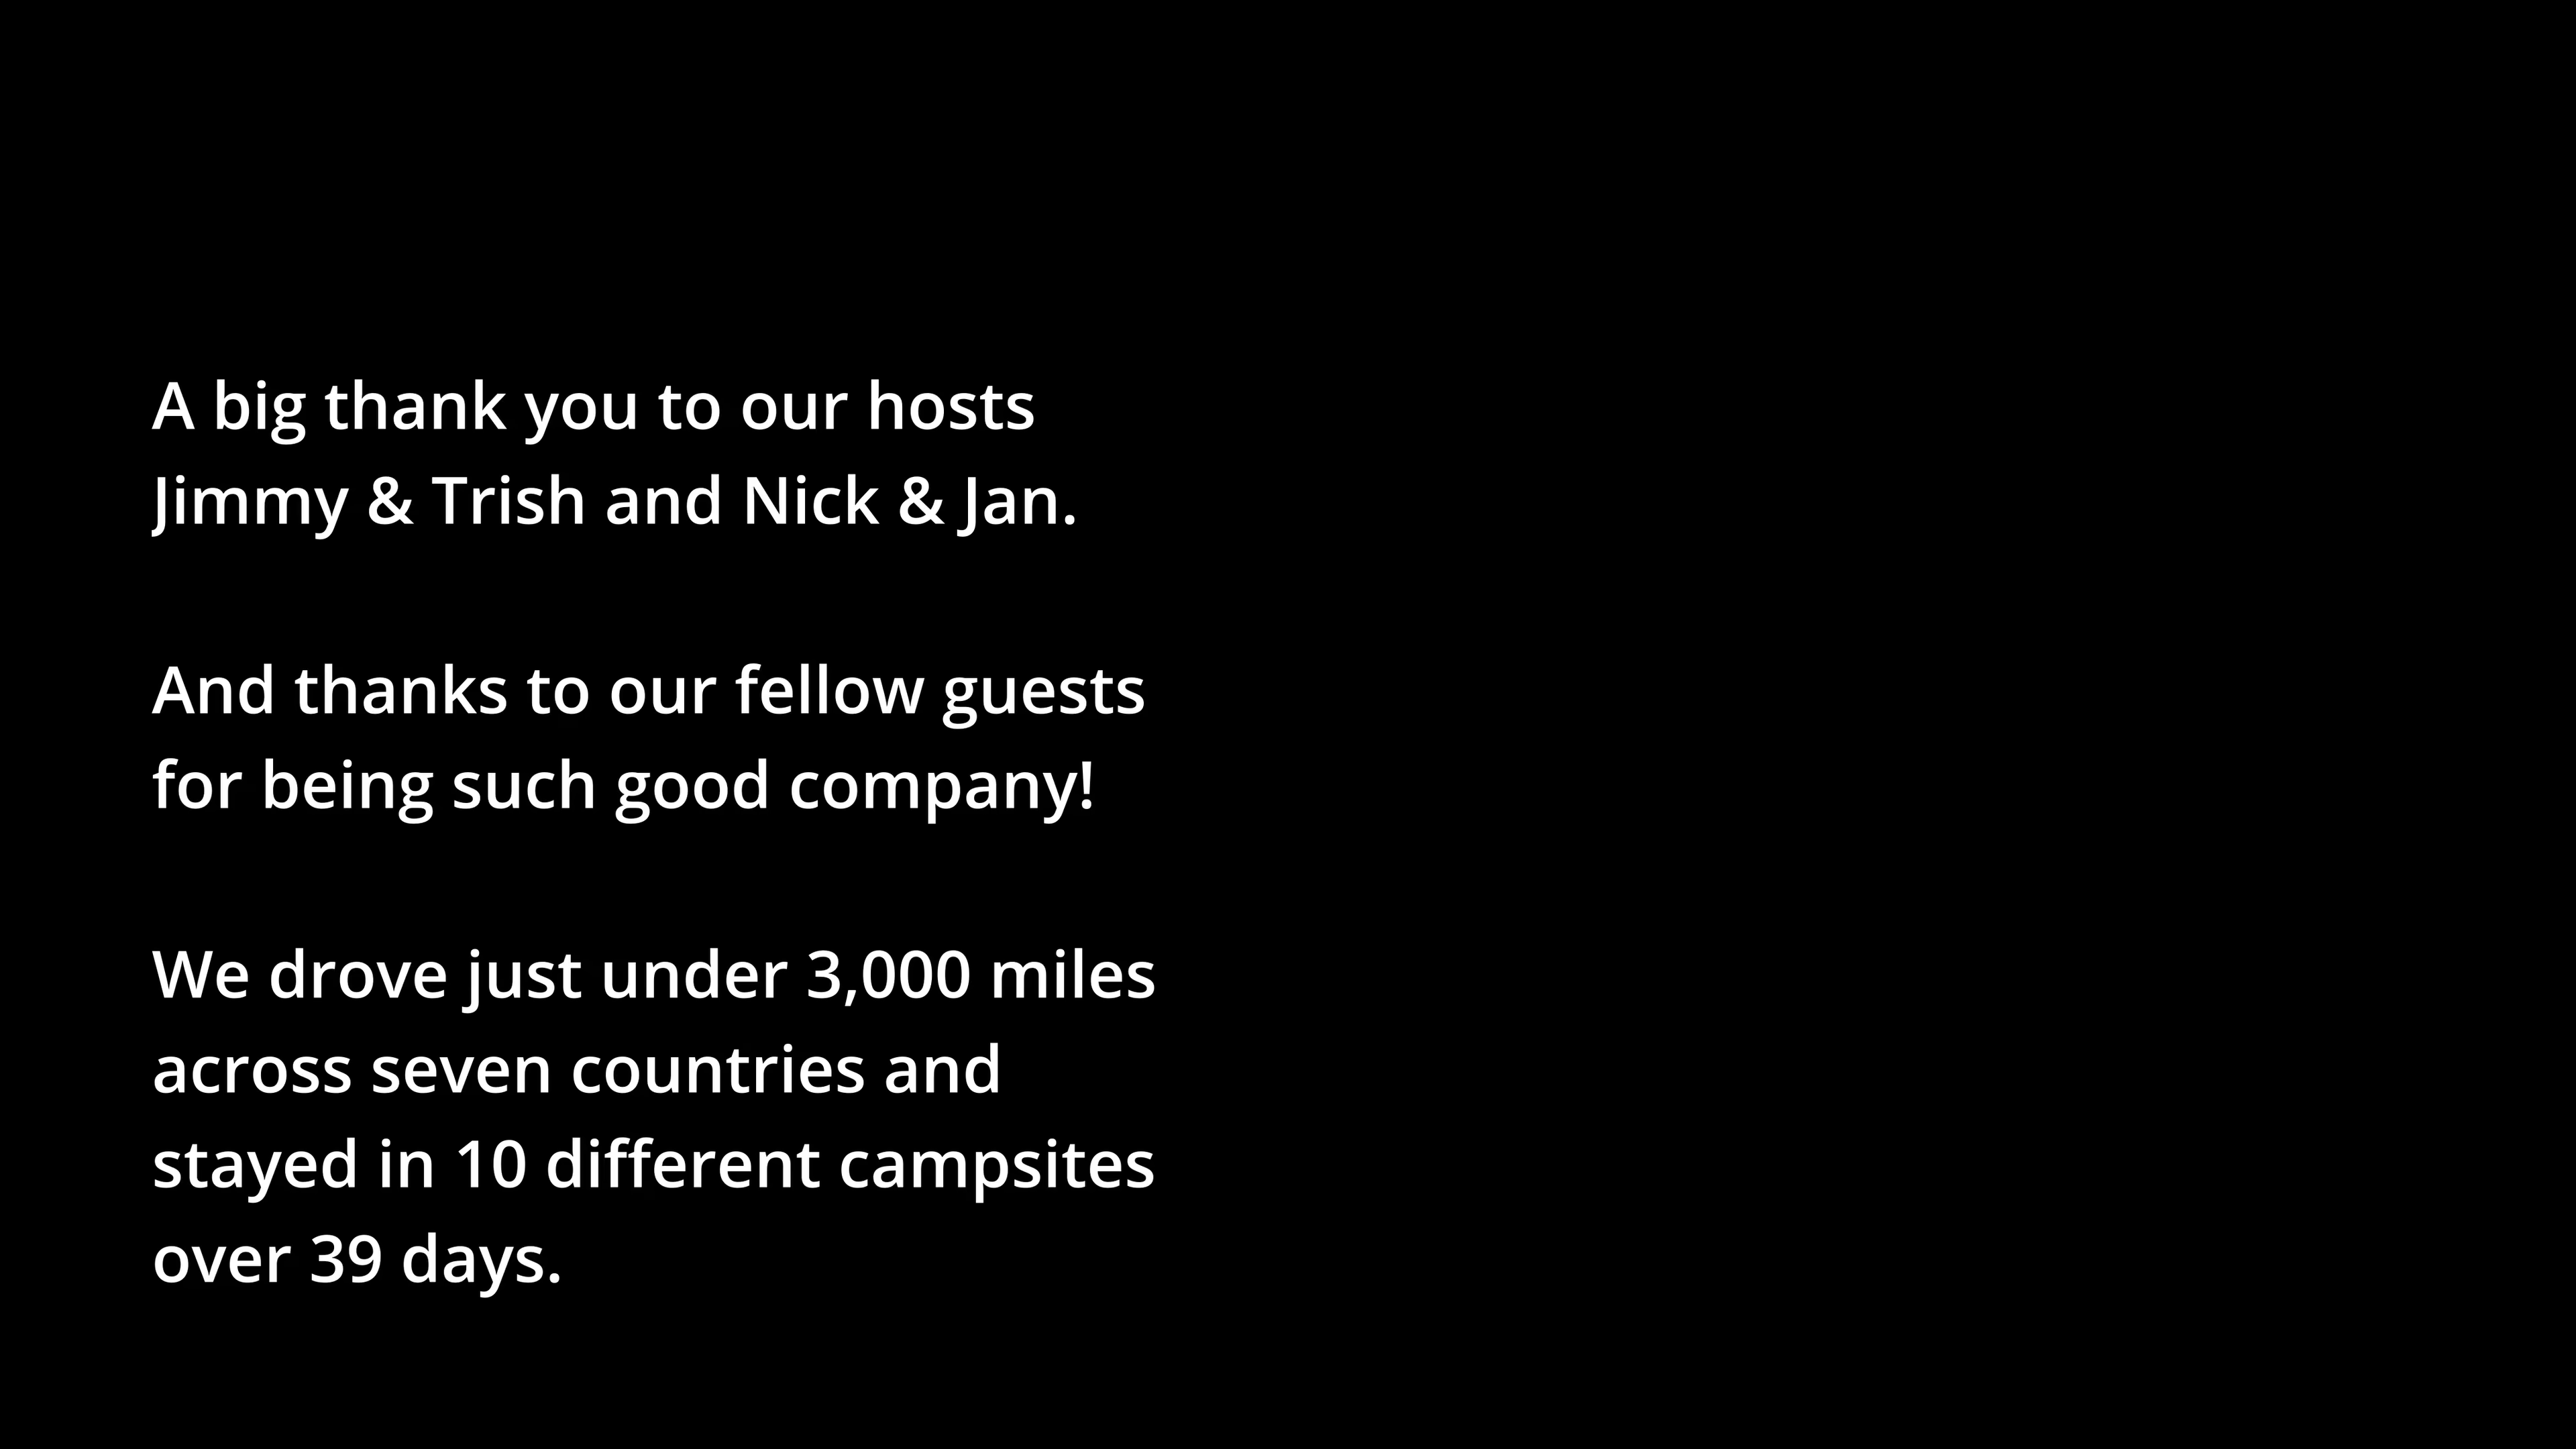 A big thank you to our hosts
Jimmy & Trish and Nick & Jan.
And thanks to our fellow guests
for being such good company!
We drove just under 3,000 miles
across seven countries and
stayed in 10 different campsites
over 39 days.